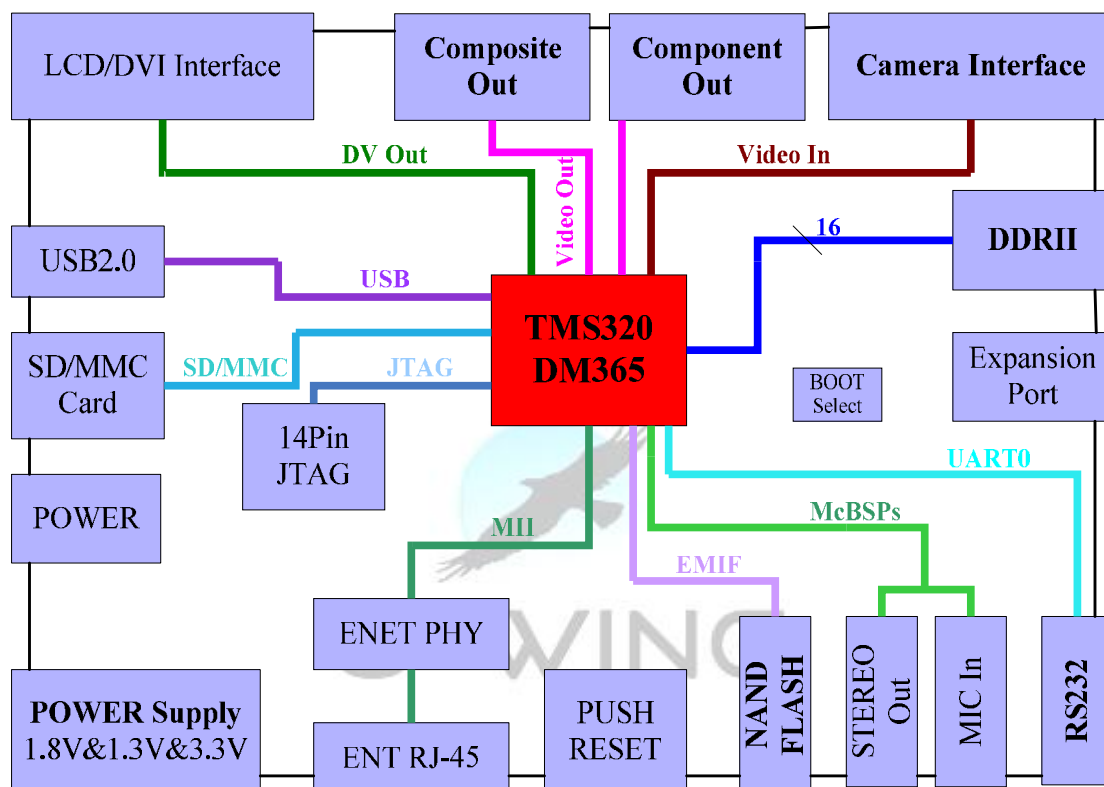 LCD/DVI Interface
Composite
Out
Component
Out
Camera Interface
DV Out
Video Out
Video In
16
DDRII
USB2.0
USB
TMS320
DM365
SD/MMC
Card
SD/MMC
JTAG
14Pin
JTAG
BOOT
Select
Expansion
Port
POWER
UART0
McBSPs
MII
EMIF
ENET PHY
WING
POWER Supply
1.8V&1.3V&3.3V
ENT RJ-45
PUSH
RESET
NAND
FLASH
STEREO
Out
MIC In
RS232